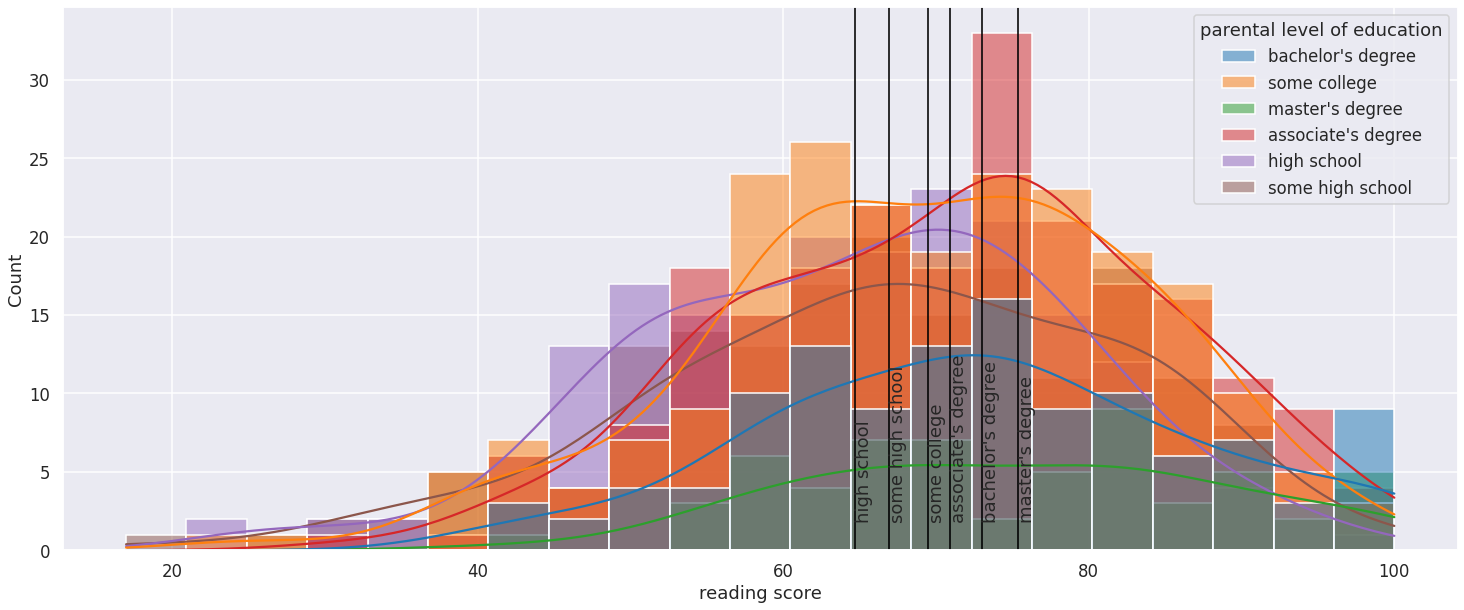 parental level of education
bachelor's degree
some college
master's degree
associate's degree
high school
some high school
Count
30
25
20
15
10
5
0
high school
some high school
some college
associate's degree
bachelor's degree
master's degree
20
40
60
80
100
reading score